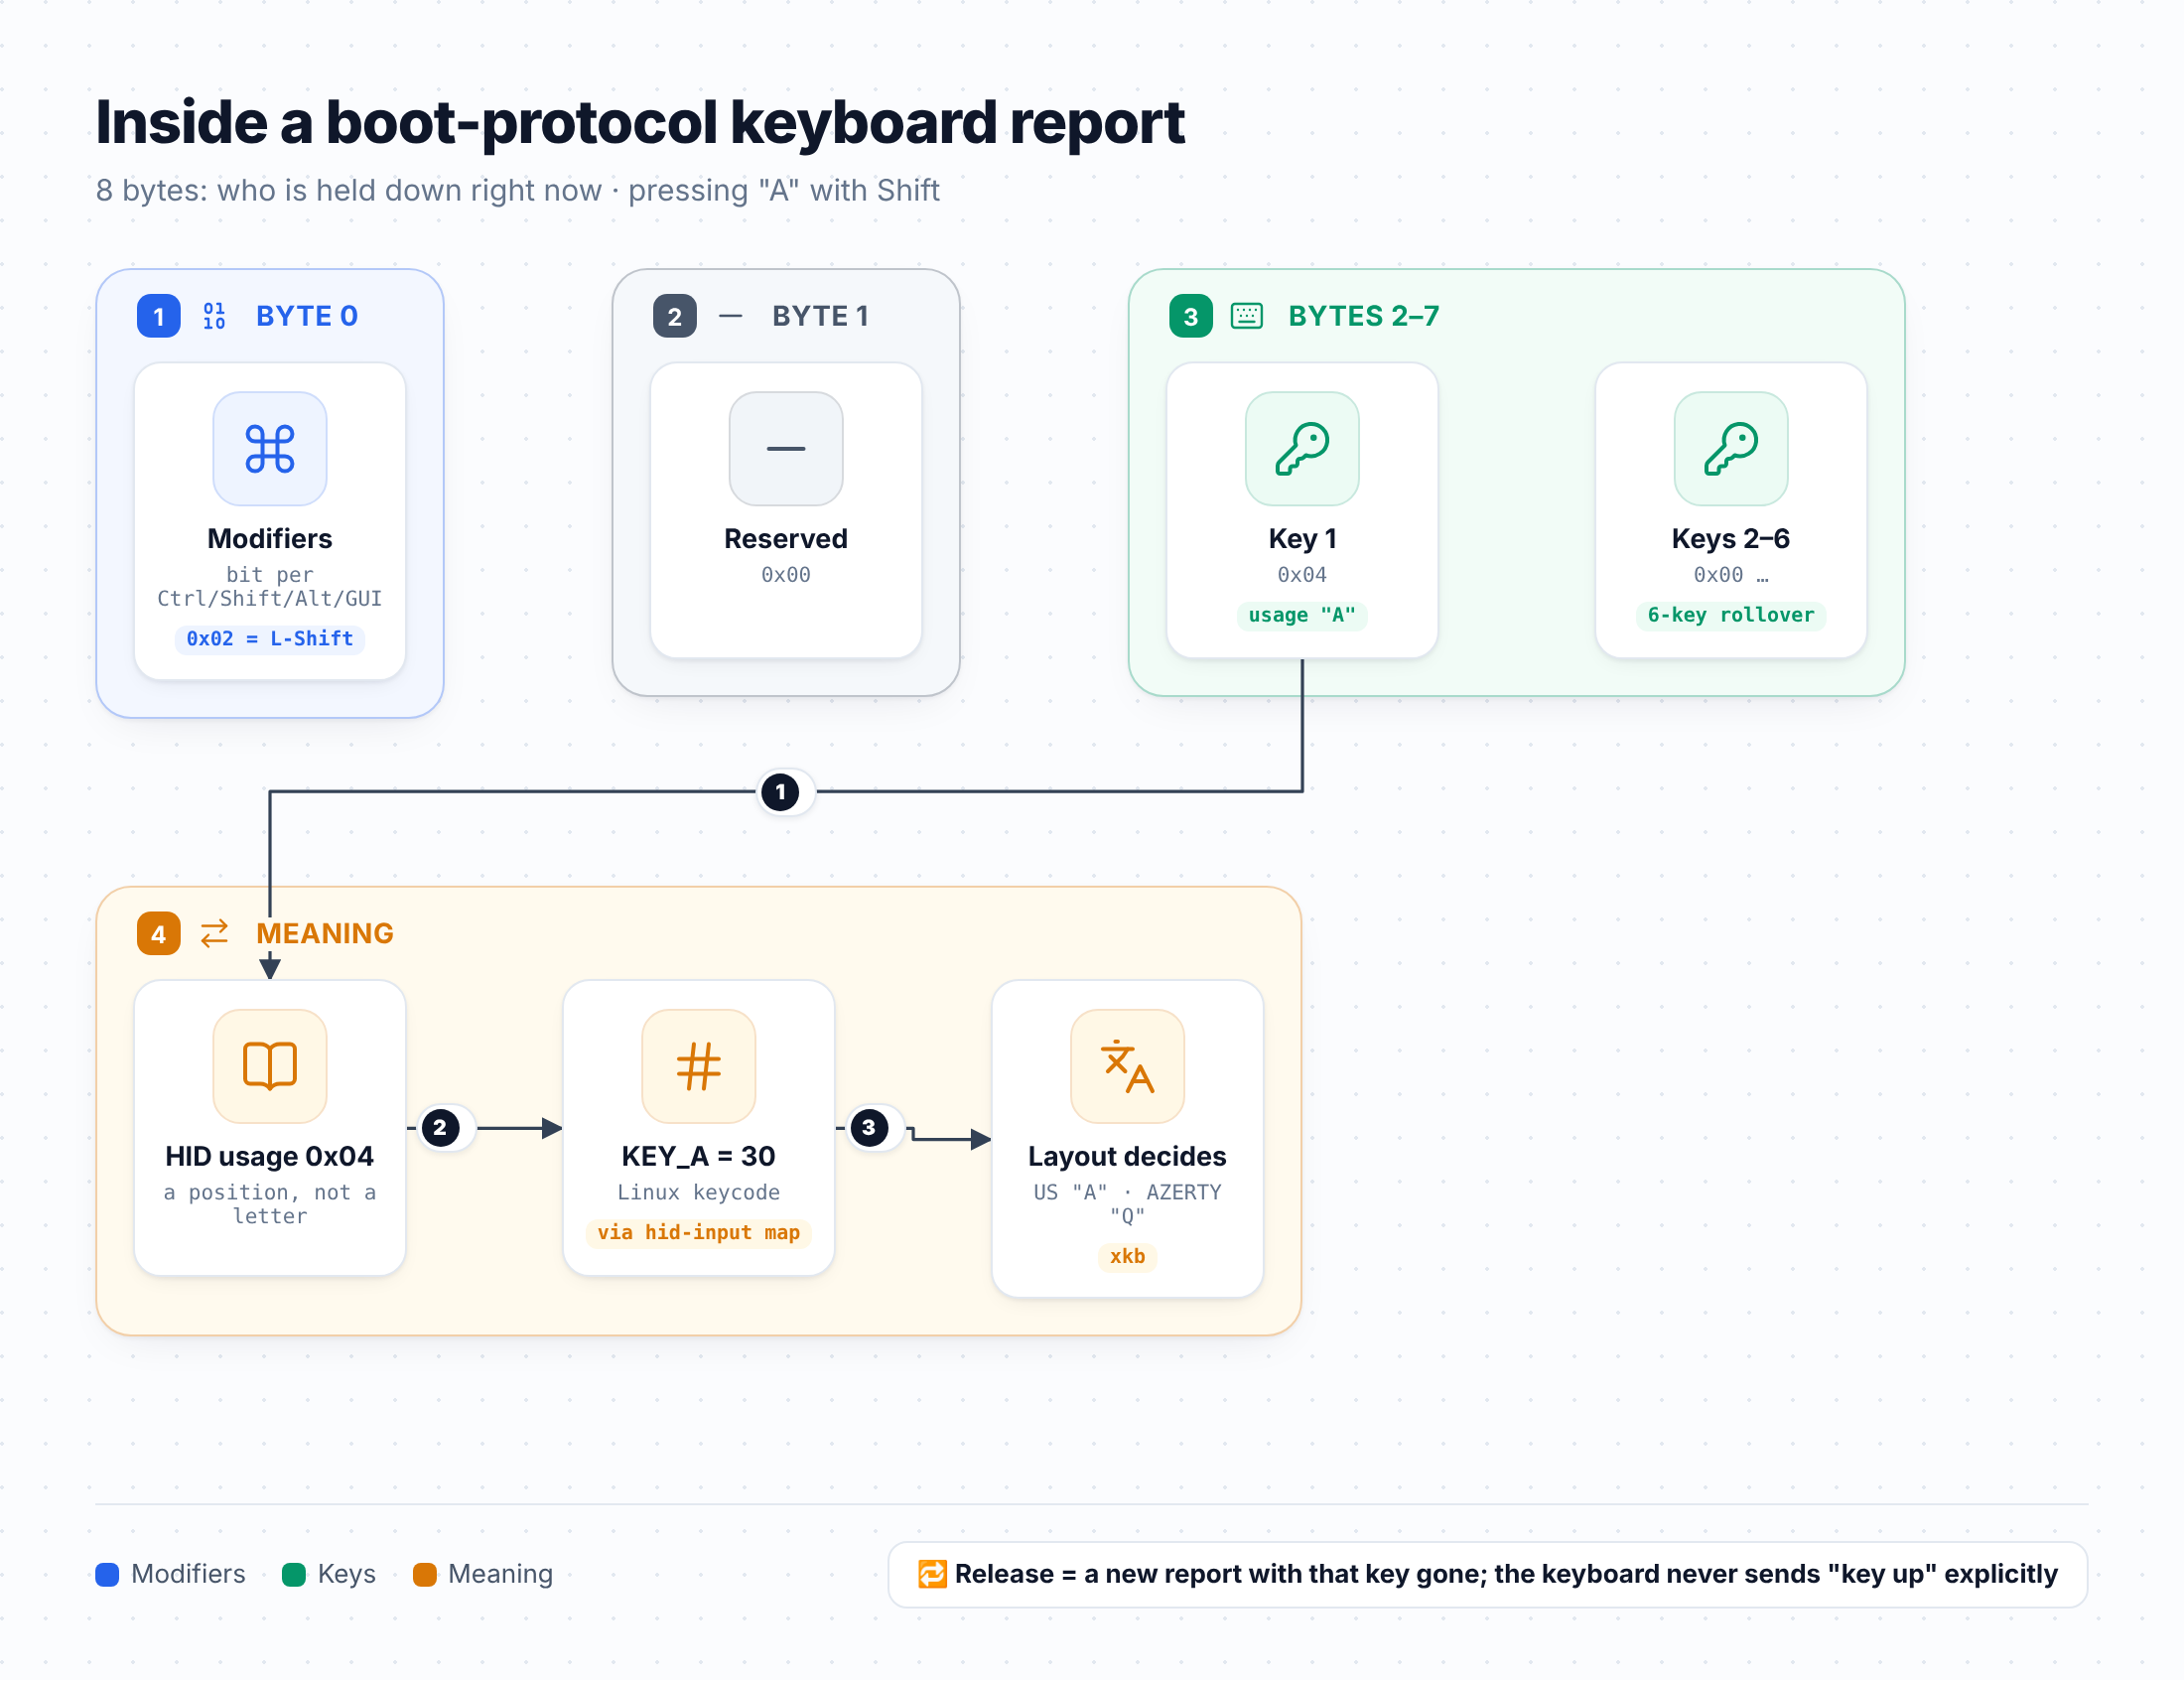 Inside a boot-protocol keyboard report
8 bytes: who is held down right now · pressing "A" with Shift
1 01 10 BYTE 0
Modifiers
bit per
Ctrl/Shift/Alt/GUI
0x02 = L-Shift
2 — BYTE 1
Reserved
0x00
3 BYTES 2–7
Key 1
0x04
usage "A"
Keys 2–6
0x00 …
6-key rollover
1
4 MEANING
HID usage 0x04
a position, not a
letter
2
KEY_A = 30
Linux keycode
via hid-input map
3
Layout decides
US "A" · AZERTY
"Q"
xkb
Modifiers
Keys
Meaning
🔁 Release = a new report with that key gone; the keyboard never sends "key up" explicitly